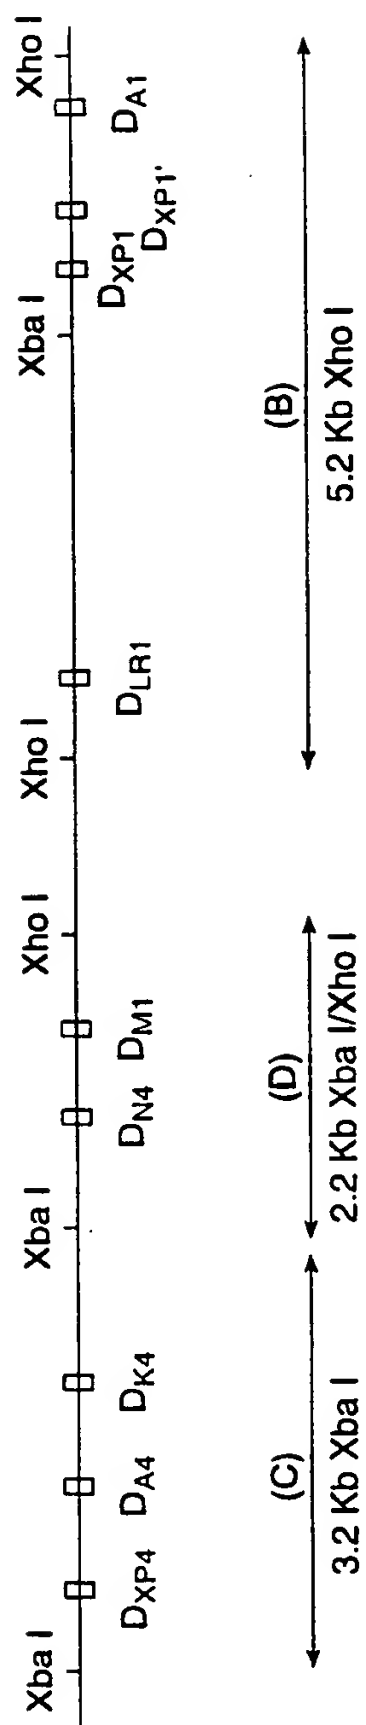 Xba I Xba I Xho I Xho I Xba I Xho I
D_XP4 D_A4 D_K4 D_N4 D_M1 D_LR1 D_XP1 D_XP1' D_A1
(C) (D) (B)
3.2 Kb Xba I 2.2 Kb Xba I/Xho I 5.2 Kb Xho I